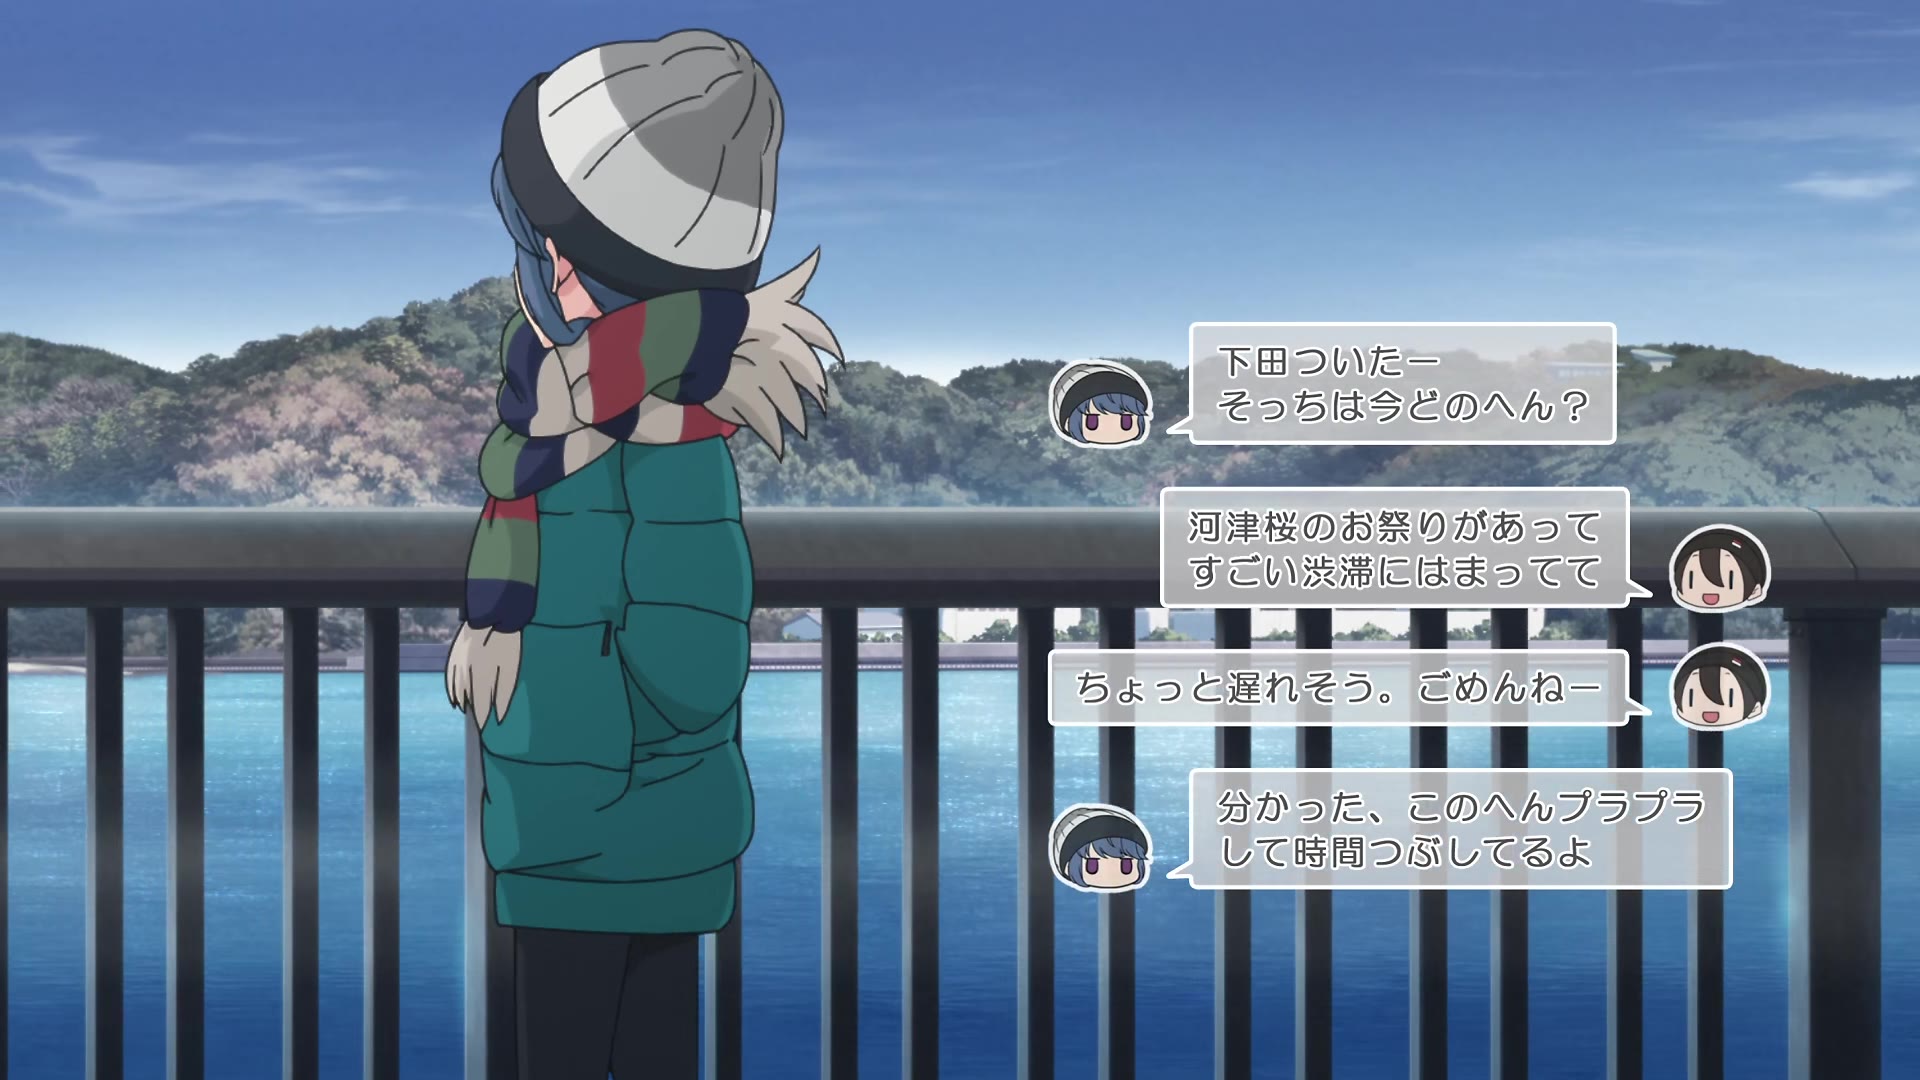 下田ついたー
そっちは今どのへん？
河津桜のお祭りがあって
すごい渋滞にはまってて
ちょっと遅れそう。ごめんねー
分かった、このへんプラプラ
して時間つぶしてるよ